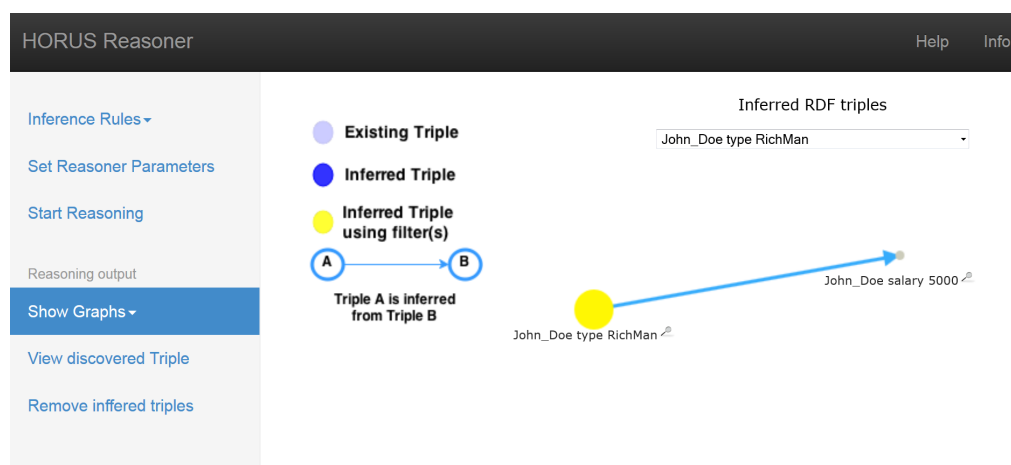 HORUS Reasoner
Help
Info
Inference Rules
Set Reasoner Parameters
Start Reasoning
Reasoning output
Show Graphs
View discovered Triple
Remove inffered triples
Existing Triple
Inferred Triple
Inferred Triple
using filter(s)
A
B
Triple A is inferred
from Triple B
Inferred RDF triples
John_Doe type RichMan
John_Doe salary 5000
John_Doe type RichMan